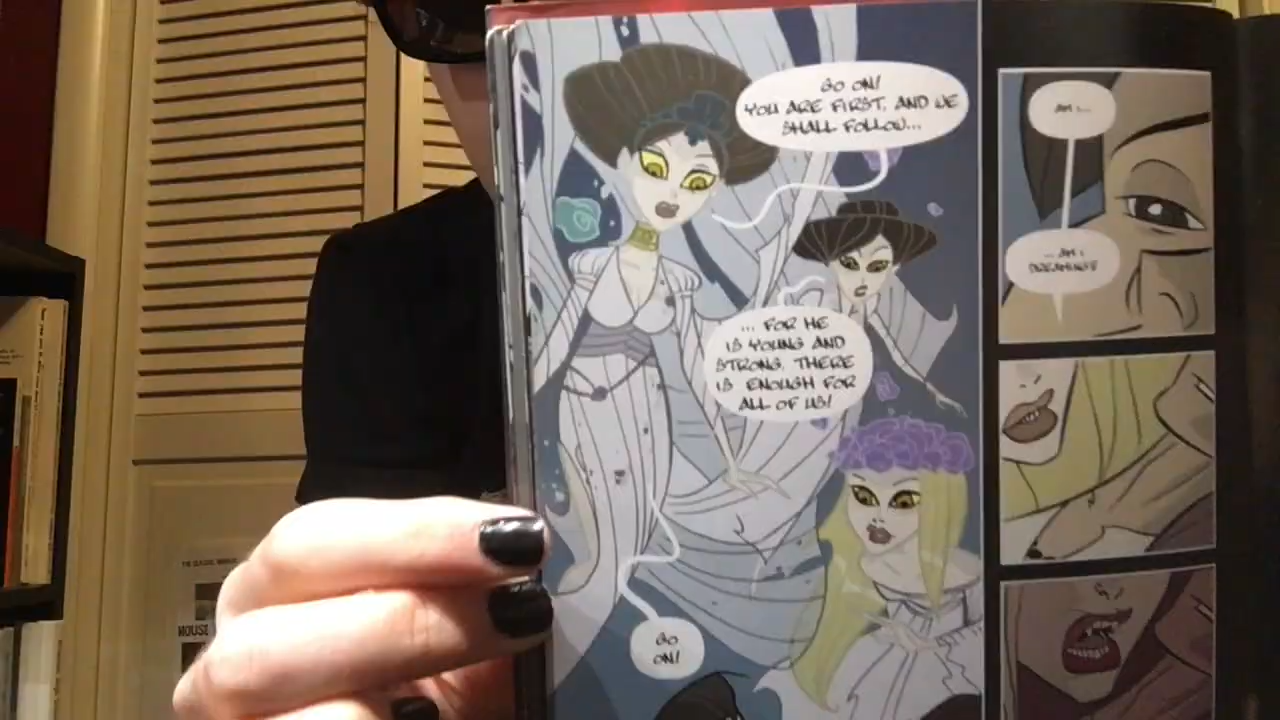 GO ON!
YOU ARE FIRST, AND WE
SHALL FOLLOW...
... FOR HE
IS YOUNG AND
STRONG. THERE
IS ENOUGH FOR
ALL OF US!
GO
ON!
AM I...
... AM I
DREAMING?
MOUSE